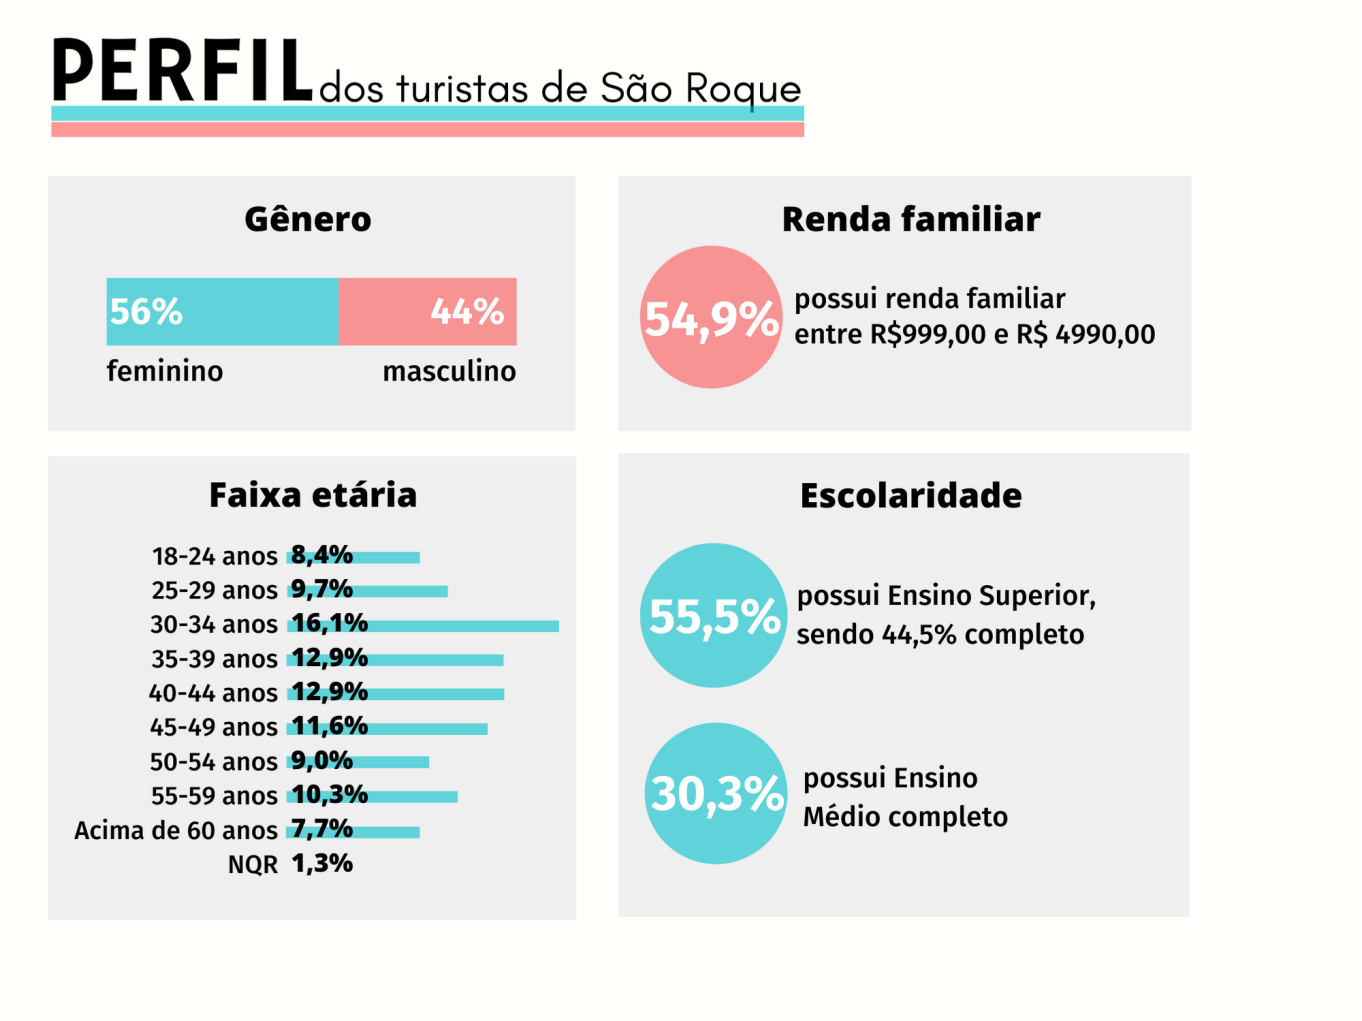 PERFIL dos turistas de São Roque
Gênero
56% 44%
feminino masculino
Renda familiar
54,9%
possui renda familiar
entre R$999,00 e R$ 4990,00
Faixa etária
18-24 anos 8,4%
25-29 anos 9,7%
30-34 anos 16,1%
35-39 anos 12,9%
40-44 anos 12,9%
45-49 anos 11,6%
50-54 anos 9,0%
55-59 anos 10,3%
Acima de 60 anos 7,7%
NQR 1,3%
Escolaridade
55,5%
possui Ensino Superior,
sendo 44,5% completo
30,3%
possui Ensino
Médio completo